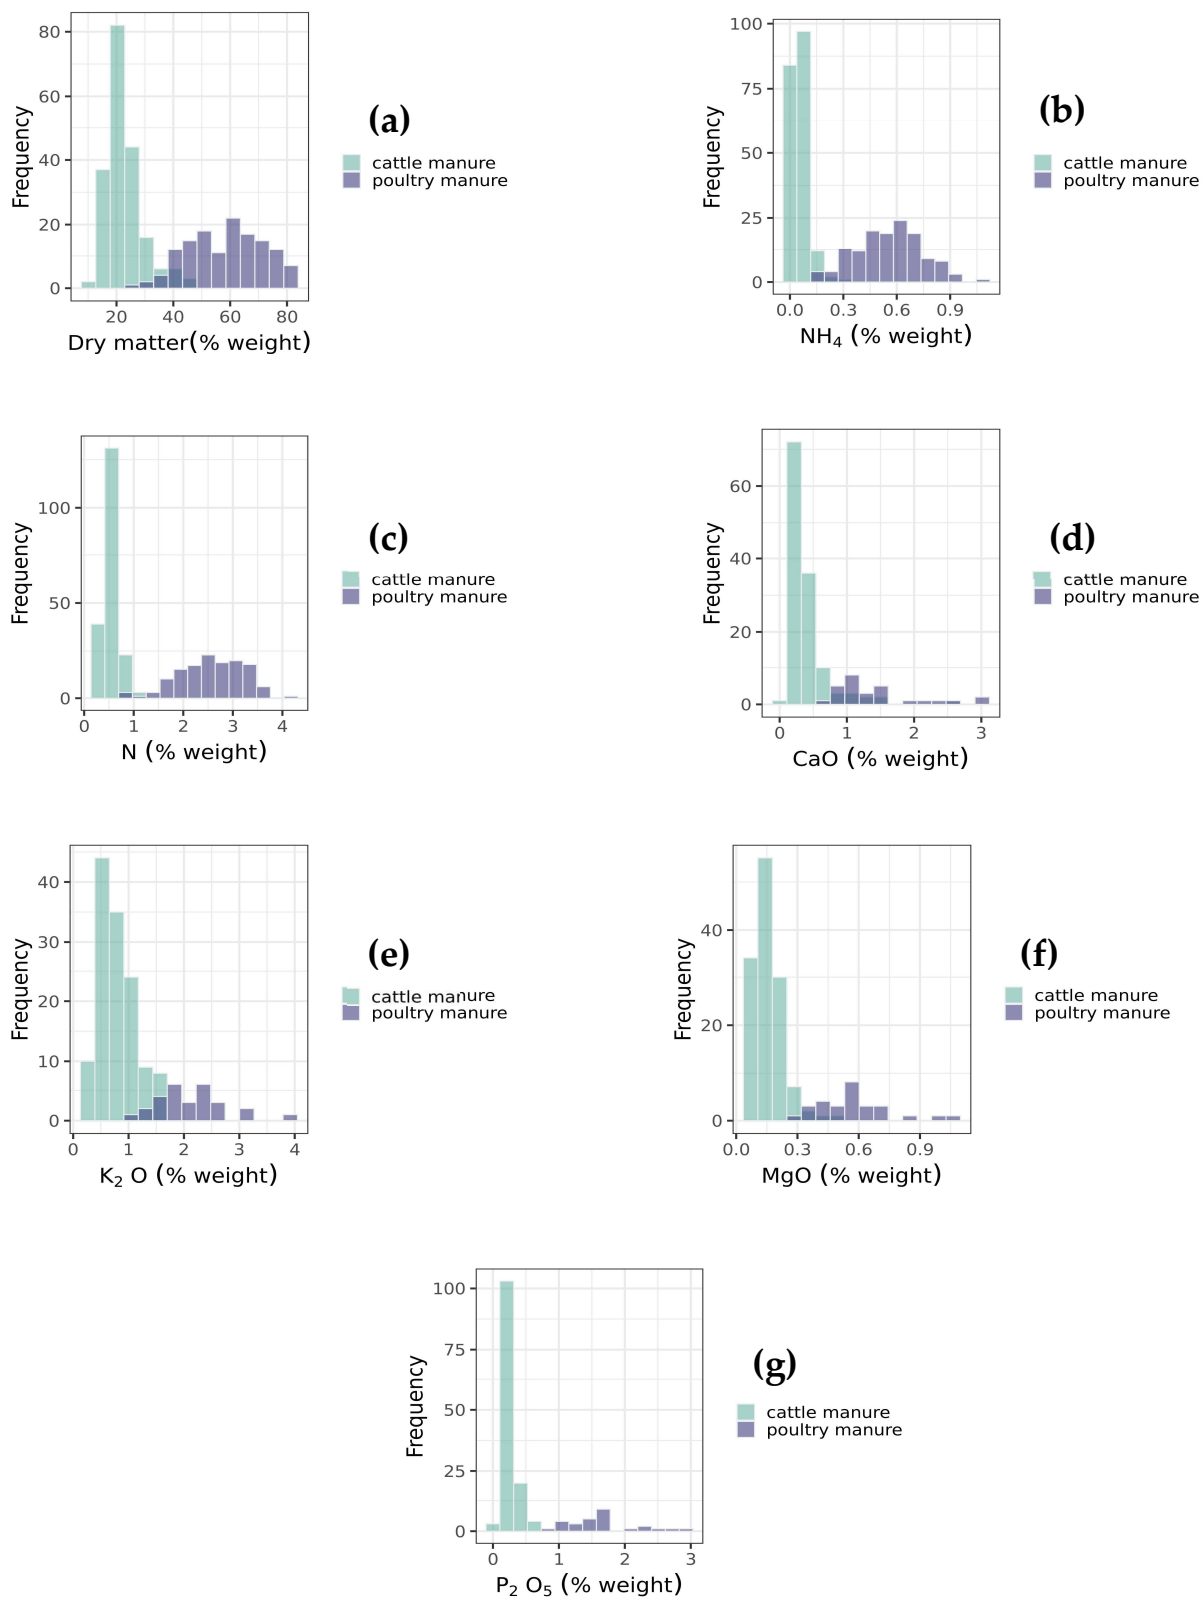 80
60
40
20
0
Frequency
20 40 60 80
Dry matter(% weight)
(a)
cattle manure
poultry manure
100
75
50
25
0
Frequency
0.0 0.3 0.6 0.9
NH₄ (% weight)
(b)
cattle manure
poultry manure
100
50
0
Frequency
0 1 2 3 4
N (% weight)
(c)
cattle manure
poultry manure
60
40
20
0
Frequency
0 1 2 3
CaO (% weight)
(d)
cattle manure
poultry manure
40
30
20
10
0
Frequency
0 1 2 3 4
K₂ O (% weight)
(e)
cattle manure
poultry manure
40
20
0
Frequency
0.0 0.3 0.6 0.9
MgO (% weight)
(f)
cattle manure
poultry manure
100
75
50
25
0
Frequency
0 1 2 3
P₂ O₅ (% weight)
(g)
cattle manure
poultry manure